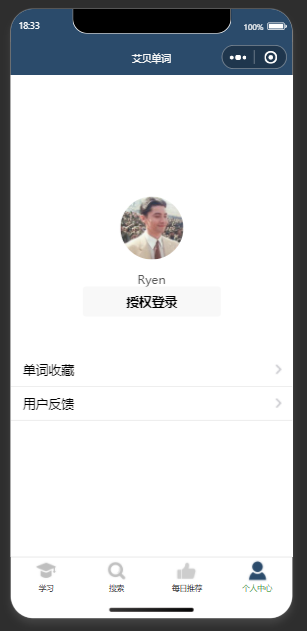 18:33
100%
艾贝单词
Ryen
授权登录
单词收藏
用户反馈
学习
搜索
每日推荐
个人中心